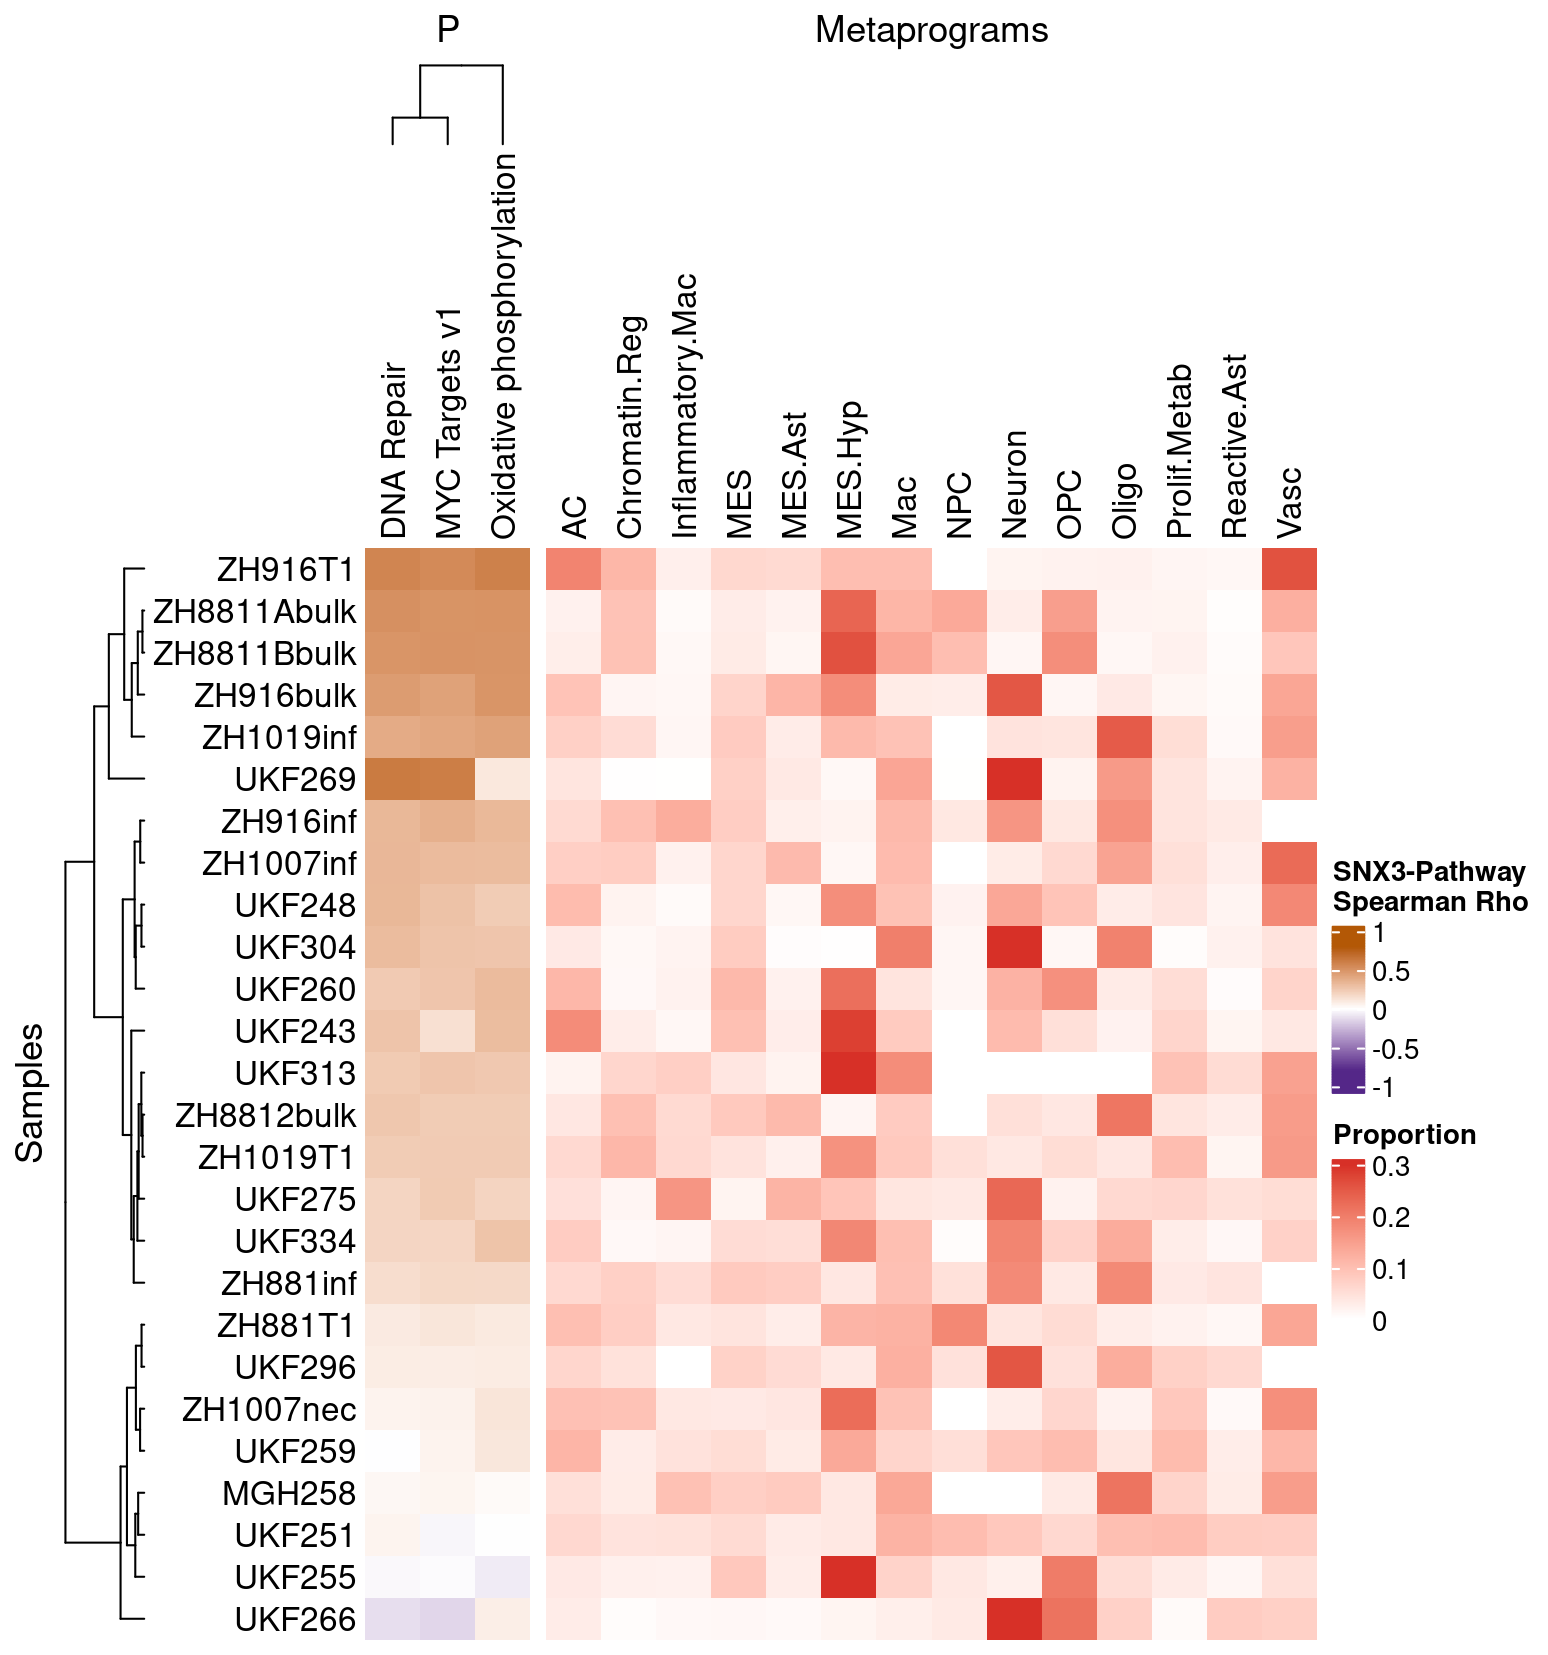 P
Metaprograms
DNA Repair
MYC Targets v1
Oxidative phosphorylation
AC
Chromatin.Reg
Inflammatory.Mac
MES
MES.Ast
MES.Hyp
Mac
NPC
Neuron
OPC
Oligo
Prolif.Metab
Reactive.Ast
Vasc
Samples
ZH916T1
ZH8811Abulk
ZH8811Bbulk
ZH916bulk
ZH1019inf
UKF269
ZH916inf
ZH1007inf
UKF248
UKF304
UKF260
UKF243
UKF313
ZH8812bulk
ZH1019T1
UKF275
UKF334
ZH881inf
ZH881T1
UKF296
ZH1007nec
UKF259
MGH258
UKF251
UKF255
UKF266
SNX3-Pathway
Spearman Rho
1
0.5
0
-0.5
-1
Proportion
0.3
0.2
0.1
0